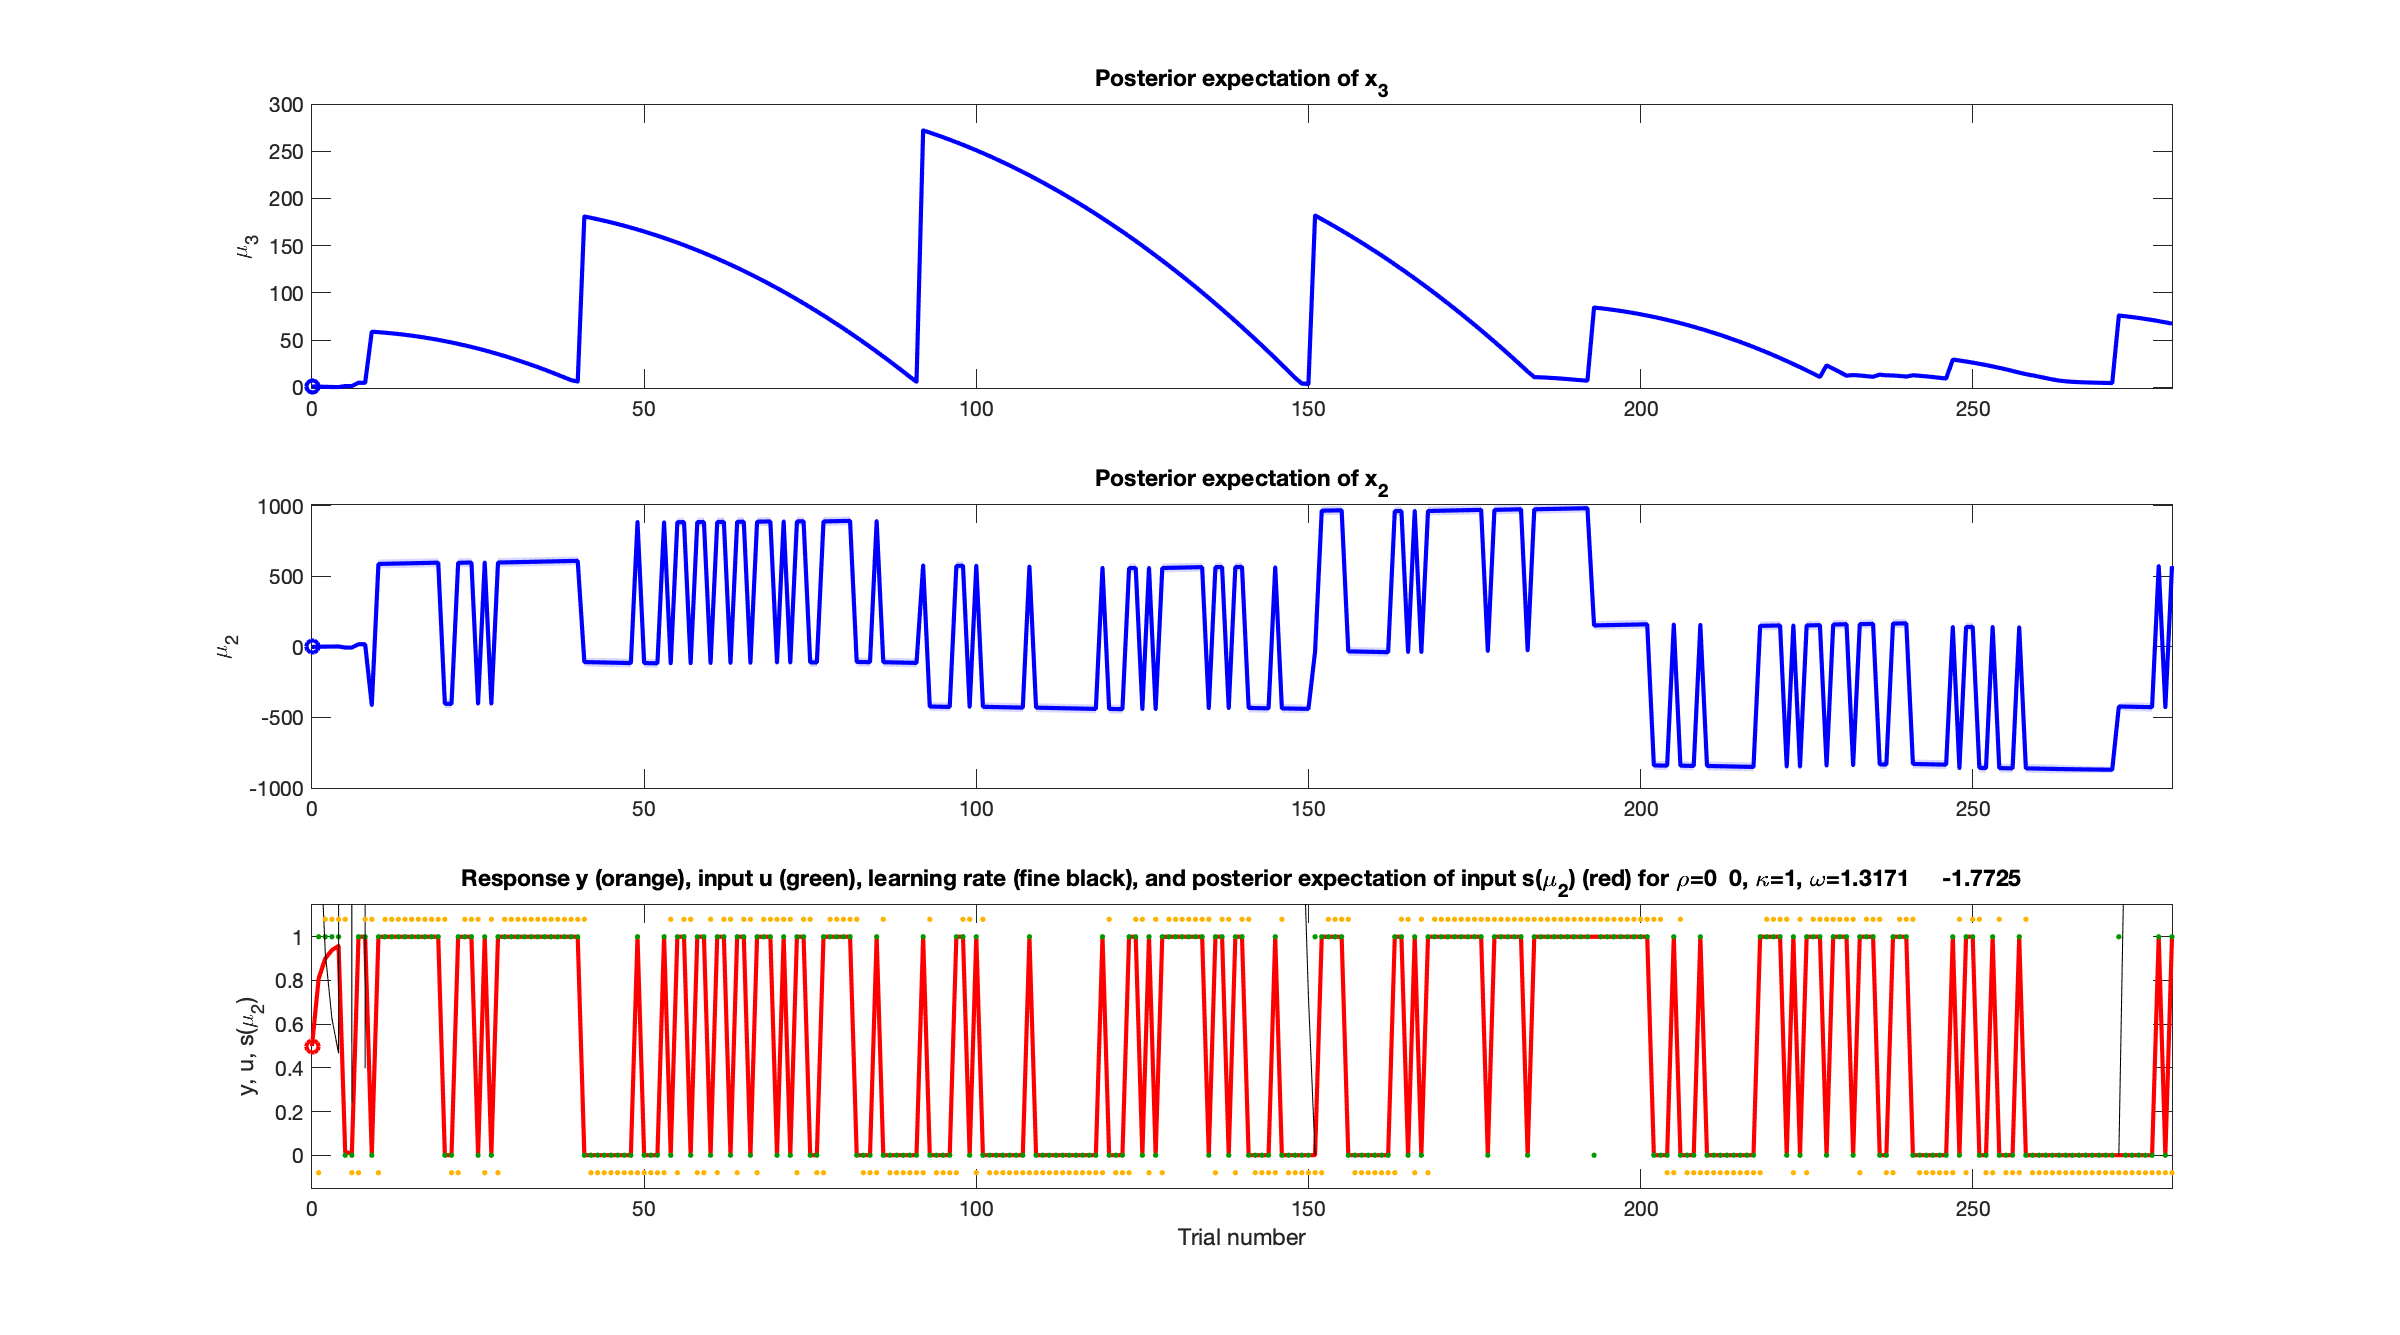 Posterior expectation of x₃
300
250
200
150
100
50
0
μ₃
0 50 100 150 200 250
Posterior expectation of x₂
1000
500
0
-500
-1000
μ₂
0 50 100 150 200 250
Response y (orange), input u (green), learning rate (fine black), and posterior expectation of input s(μ₂) (red) for ρ=0 0, κ=1, ω=1.3171 -1.7725
1
0.8
0.6
0.4
0.2
0
y, u, s(μ₂)
0 50 100 150 200 250
Trial number